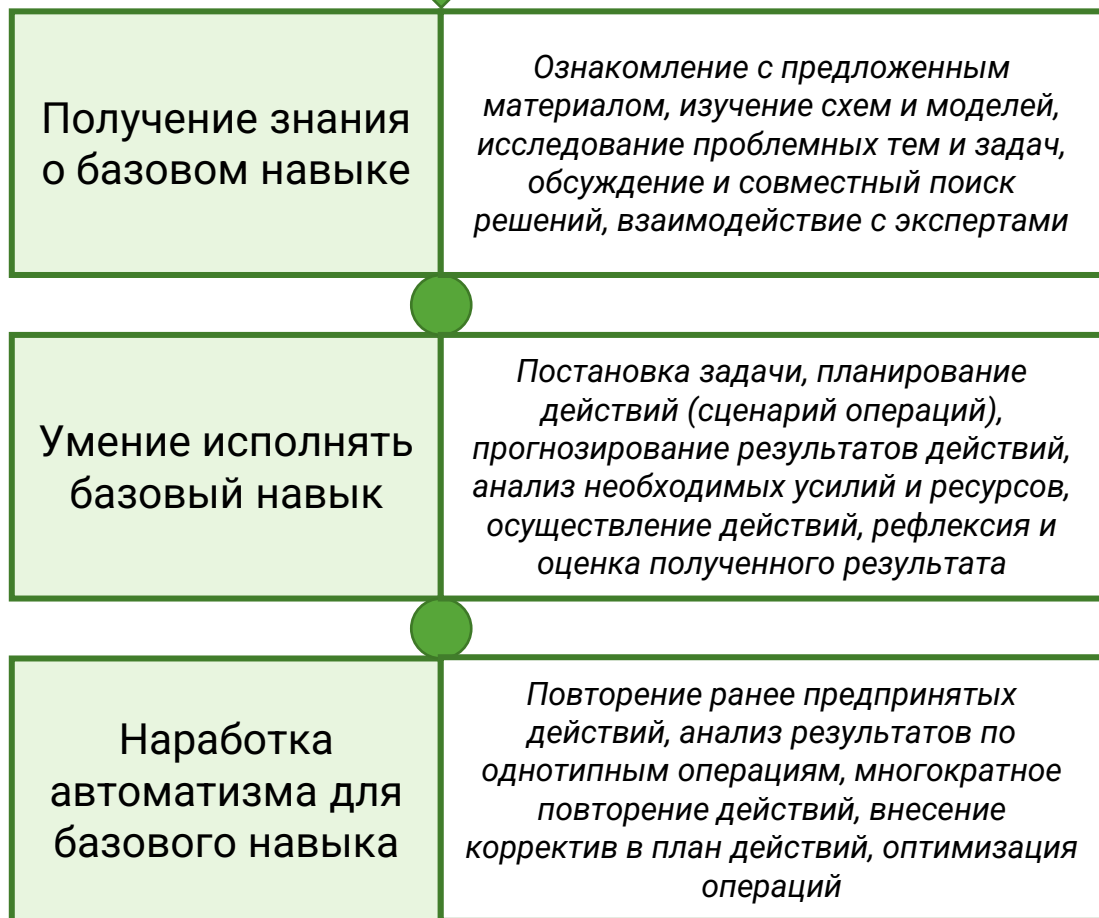 Получение знания
о базовом навыке
Ознакомление с предложенным
материалом, изучение схем и моделей,
исследование проблемных тем и задач,
обсуждение и совместный поиск
решений, взаимодействие с экспертами
Умение исполнять
базовый навык
Постановка задачи, планирование
действий (сценарий операций),
прогнозирование результатов действий,
анализ необходимых усилий и ресурсов,
осуществление действий, рефлексия и
оценка полученного результата
Наработка
автоматизма для
базового навыка
Повторение ранее предпринятых
действий, анализ результатов по
однотипным операциям, многократное
повторение действий, внесение
корректив в план действий, оптимизация
операций